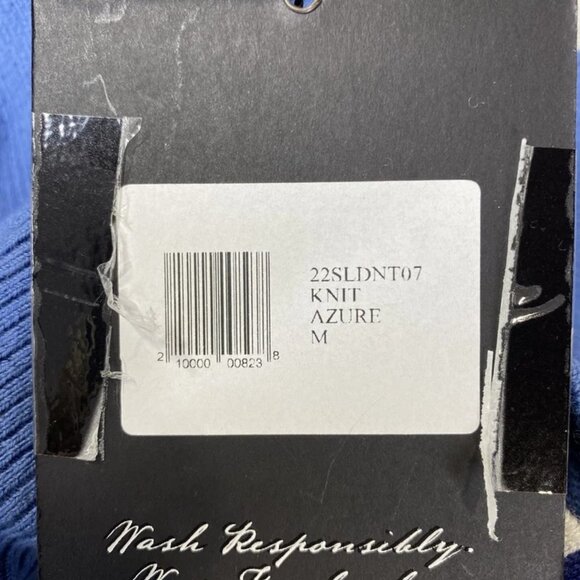 22SLDNT07
KNIT
AZURE
M
2 10000 00823 8
Wash Responsibly.